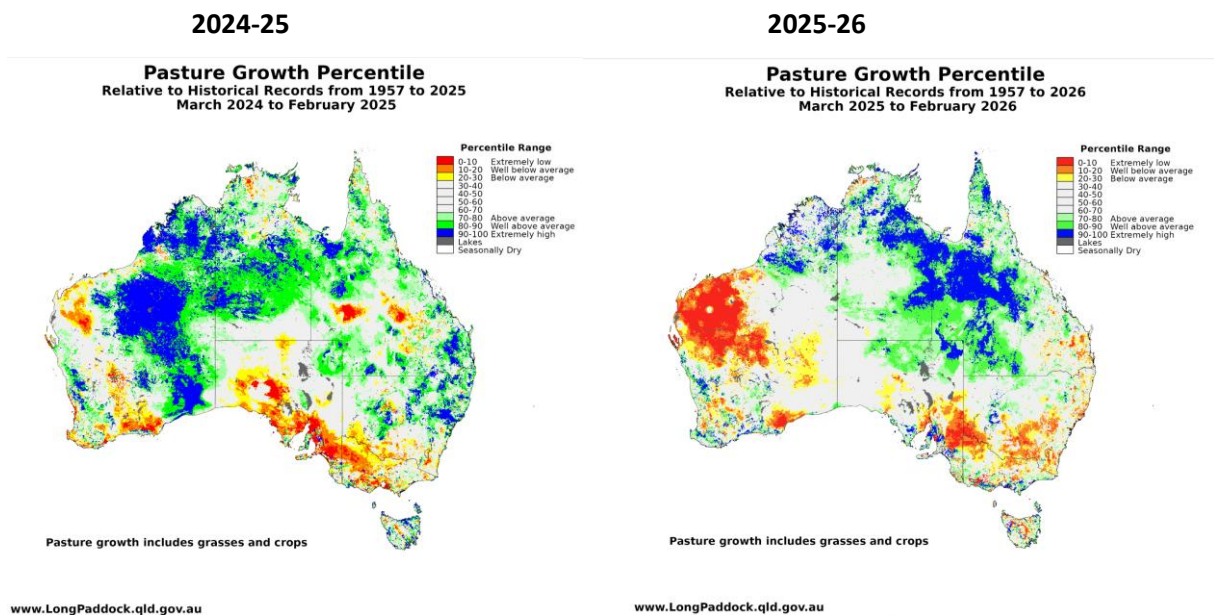 2024-25
Pasture Growth Percentile
Relative to Historical Records from 1957 to 2025
March 2024 to February 2025
Percentile Range
0-10 Extremely low
10-20 Well below average
20-30 Below average
30-40
40-50
50-60
60-70
70-80 Above average
80-90 Well above average
90-100 Extremely high
Lakes
Seasonally Dry
Pasture growth includes grasses and crops
www.LongPaddock.qld.gov.au
2025-26
Pasture Growth Percentile
Relative to Historical Records from 1957 to 2026
March 2025 to February 2026
Percentile Range
0-10 Extremely low
10-20 Well below average
20-30 Below average
30-40
40-50
50-60
60-70
70-80 Above average
80-90 Well above average
90-100 Extremely high
Lakes
Seasonally Dry
Pasture growth includes grasses and crops
www.LongPaddock.qld.gov.au